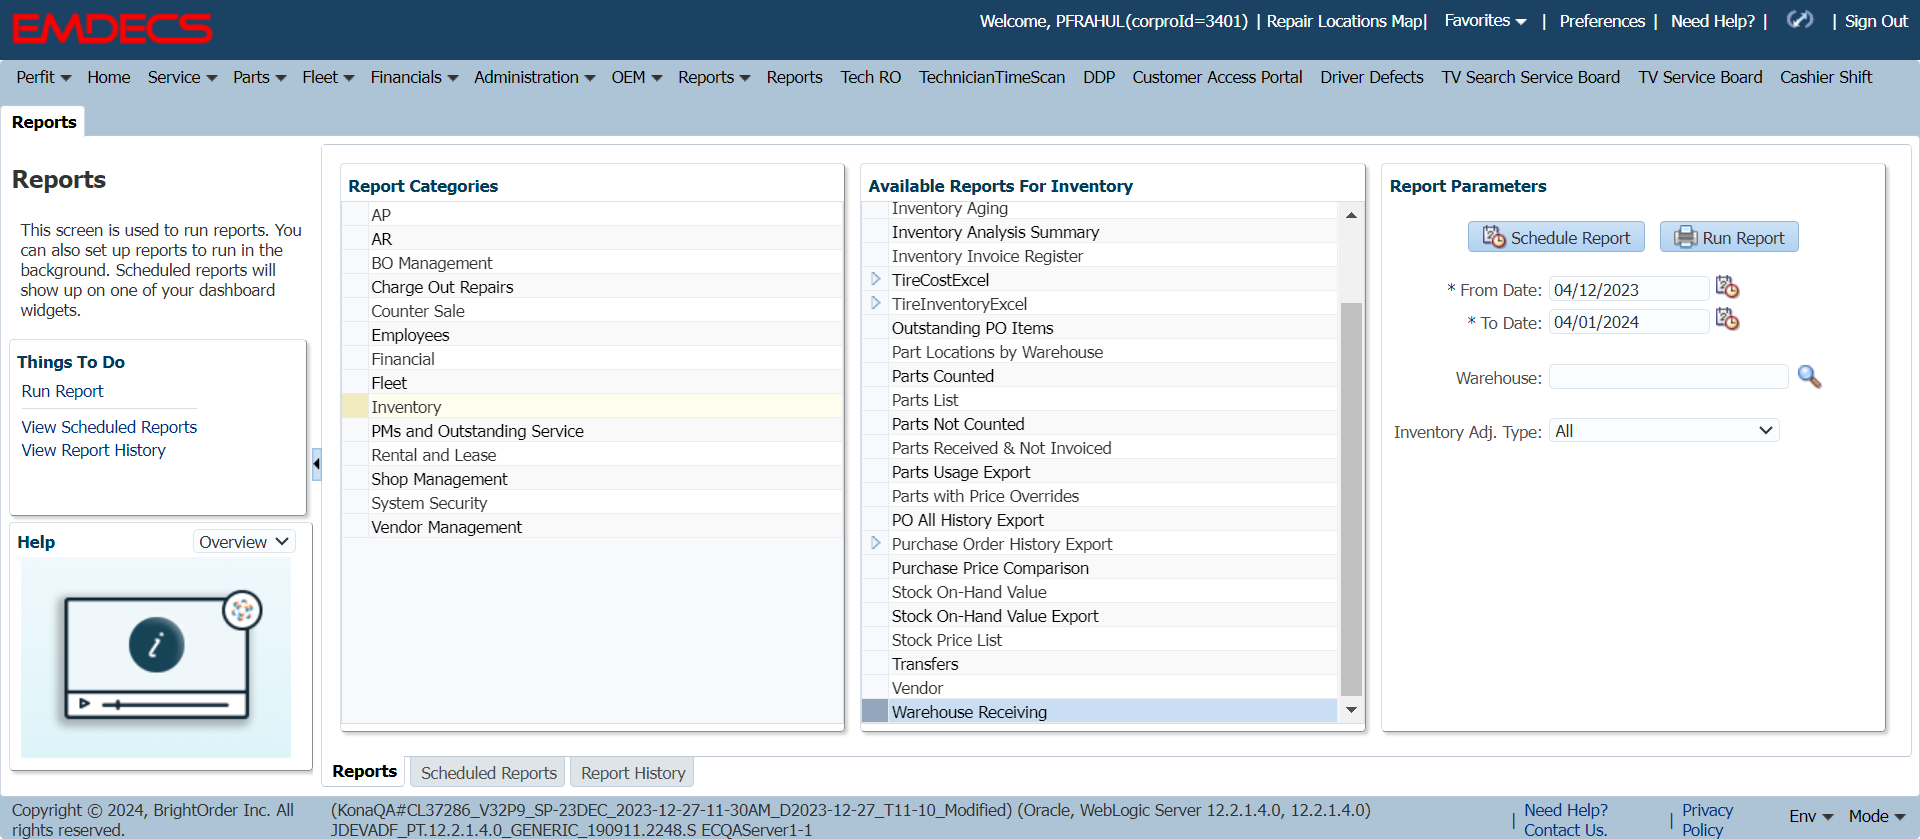 EMDECS
Welcome, PFRAHUL(corproId=3401) | Repair Locations Map| Favorites | Preferences | Need Help? | | Sign Out
Perfit Home Service Parts Fleet Financials Administration OEM Reports Reports Tech RO TechnicianTimeScan DDP Customer Access Portal Driver Defects TV Search Service Board TV Service Board Cashier Shift
Reports
Reports
This screen is used to run reports. You
can also set up reports to run in the
background. Scheduled reports will
show up on one of your dashboard
widgets.
Things To Do
Run Report
View Scheduled Reports
View Report History
Help
Overview
i
Report Categories
AP
AR
BO Management
Charge Out Repairs
Counter Sale
Employees
Financial
Fleet
Inventory
PMs and Outstanding Service
Rental and Lease
Shop Management
System Security
Vendor Management
Available Reports For Inventory
Inventory Aging
Inventory Analysis Summary
Inventory Invoice Register
TireCostExcel
TireInventoryExcel
Outstanding PO Items
Part Locations by Warehouse
Parts Counted
Parts List
Parts Not Counted
Parts Received & Not Invoiced
Parts Usage Export
Parts with Price Overrides
PO All History Export
Purchase Order History Export
Purchase Price Comparison
Stock On-Hand Value
Stock On-Hand Value Export
Stock Price List
Transfers
Vendor
Warehouse Receiving
Report Parameters
Schedule Report Run Report
* From Date: 04/12/2023
* To Date: 04/01/2024
Warehouse:
Inventory Adj. Type: All
Reports Scheduled Reports Report History
Copyright © 2024, BrightOrder Inc. All
rights reserved.
(KonaQA#CL37286_V32P9_SP-23DEC_2023-12-27-11-30AM_D2023-12-27_T11-10_Modified) (Oracle, WebLogic Server 12.2.1.4.0, 12.2.1.4.0)
JDEVADF_PT.12.2.1.4.0_GENERIC_190911.2248.S ECQAServer1-1
| Need Help?
Contact Us.
| Privacy
Policy
Env Mode